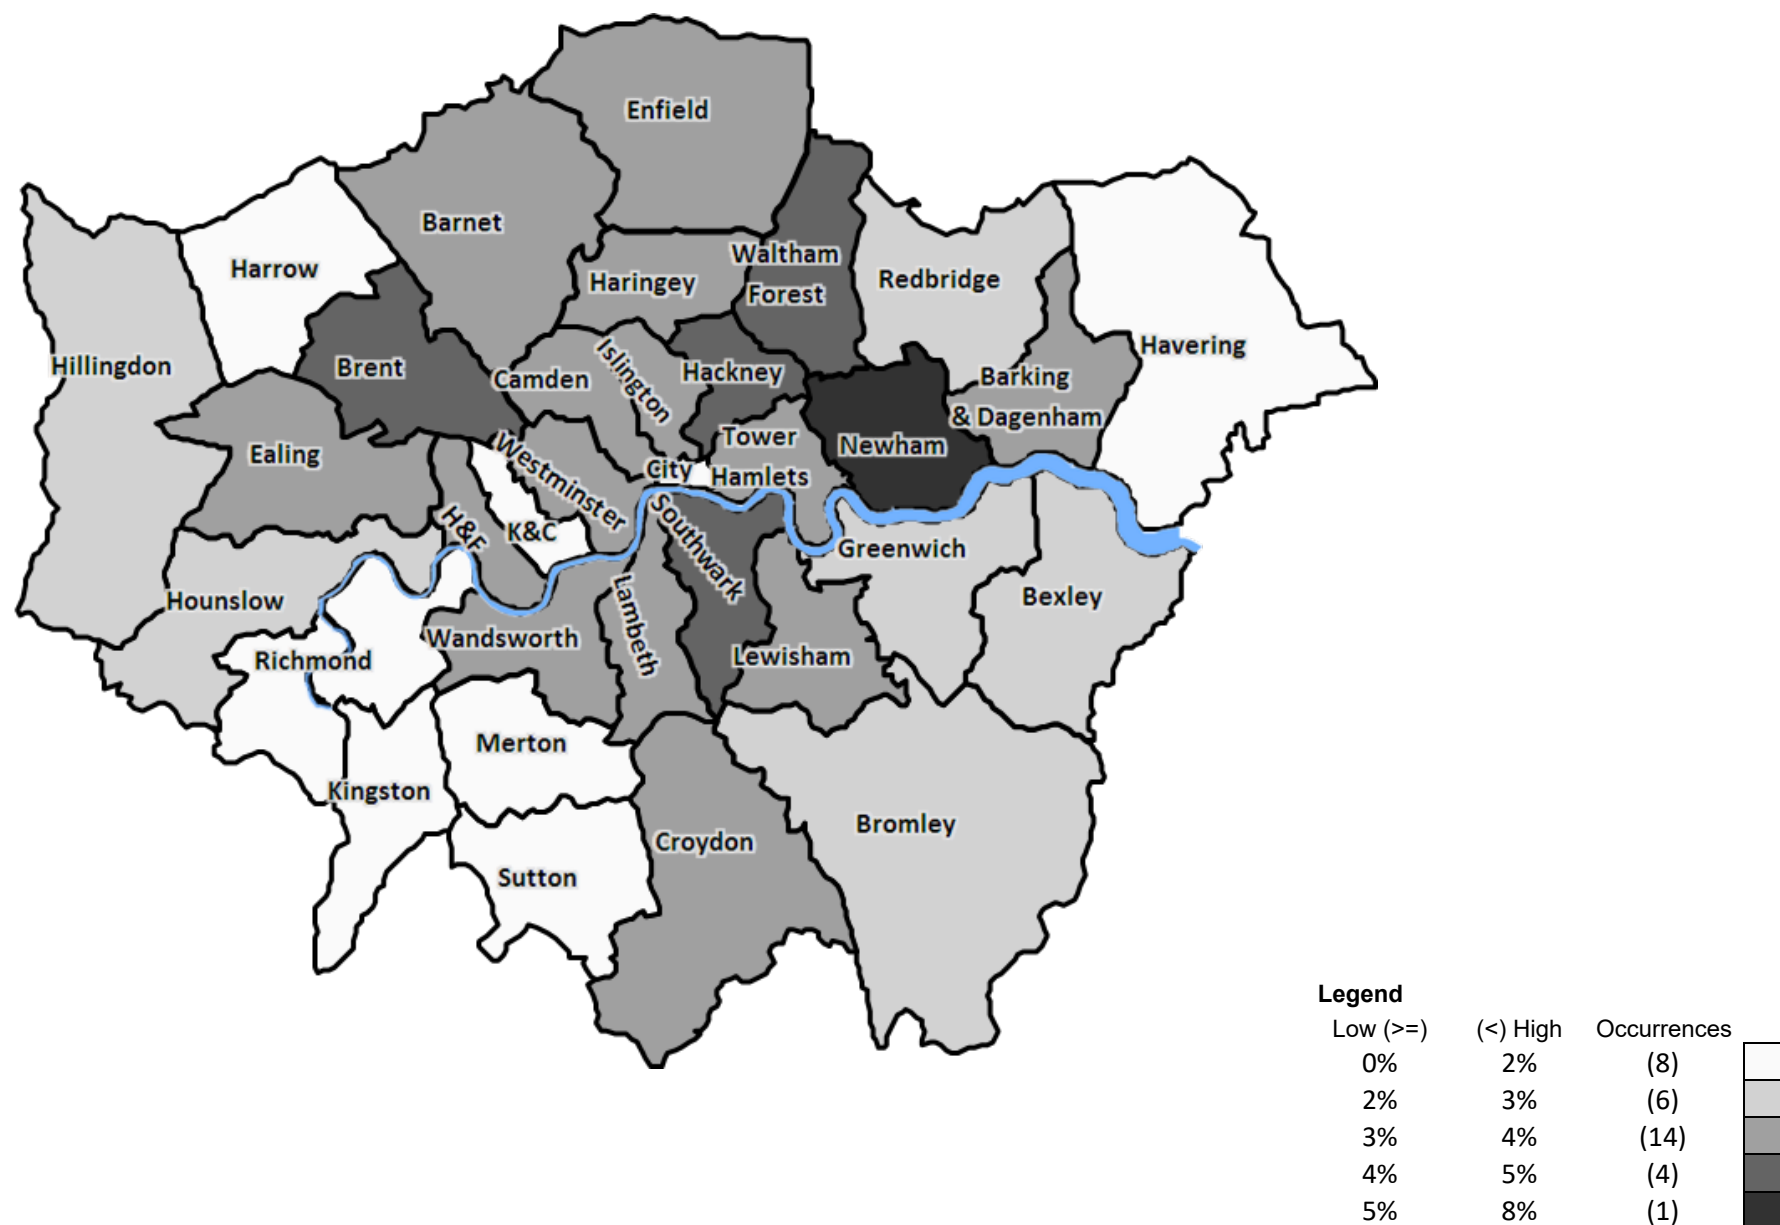 Enfield
Barnet
Harrow
Waltham
Forest
Haringey
Redbridge
Havering
Hillingdon
Brent
Camden
Islington
Hackney
Barking
& Dagenham
Ealing
Westminster
City
Tower
Hamlets
Newham
H&F
K&C
Southwark
Greenwich
Hounslow
Bexley
Richmond
Wandsworth
Lambeth
Lewisham
Merton
Kingston
Croydon
Bromley
Sutton
Legend
Low (>=) (<) High Occurrences
0% 2% (8)
2% 3% (6)
3% 4% (14)
4% 5% (4)
5% 8% (1)